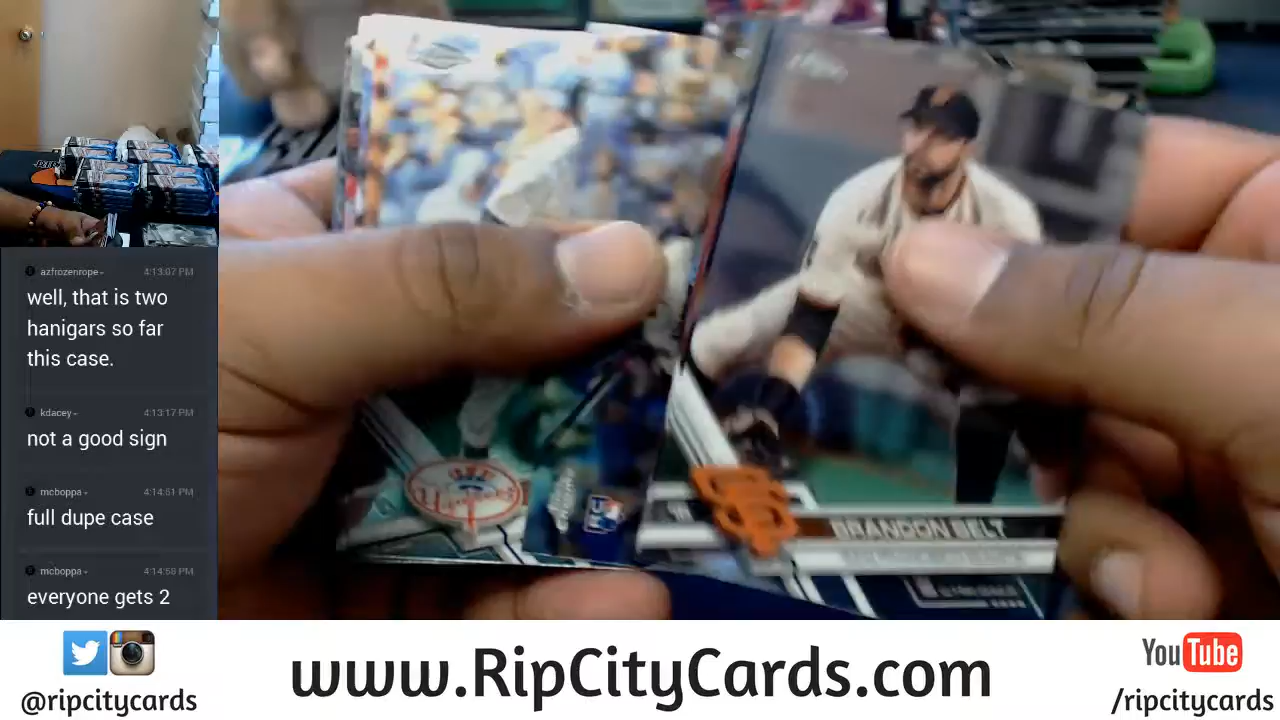 azfrozenrope 4:13:07 PM
well, that is two
hanigars so far
this case.
kdacey 4:13:17 PM
not a good sign
mcboppa 4:14:51 PM
full dupe case
mcboppa 4:14:58 PM
everyone gets 2
Yankees
SF
BRANDON BELT
@ripcitycards
www.RipCityCards.com
YouTube
/ripcitycards